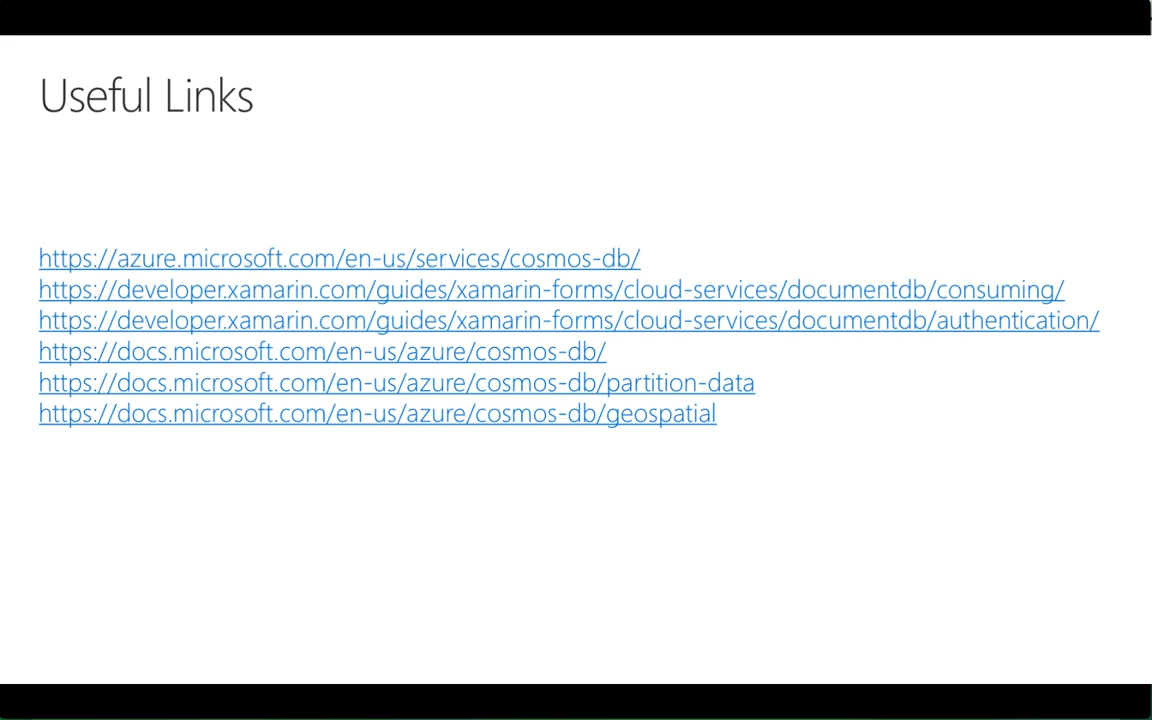 Useful Links
https://azure.microsoft.com/en-us/services/cosmos-db/
https://developer.xamarin.com/guides/xamarin-forms/cloud-services/documentdb/consuming/
https://developer.xamarin.com/guides/xamarin-forms/cloud-services/documentdb/authentication/
https://docs.microsoft.com/en-us/azure/cosmos-db/
https://docs.microsoft.com/en-us/azure/cosmos-db/partition-data
https://docs.microsoft.com/en-us/azure/cosmos-db/geospatial